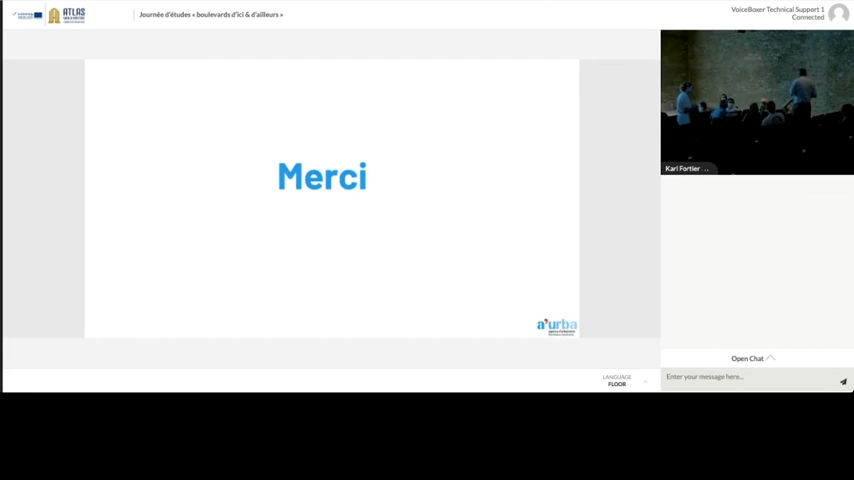 ATLAS
Journée d'études « boulevards d'ici & d'ailleurs »
VoiceBoxer Technical Support 1
Connected
Merci
a'urba
Karl Fortier ...
Open Chat
Enter your message here...
LANGUAGE
FLOOR